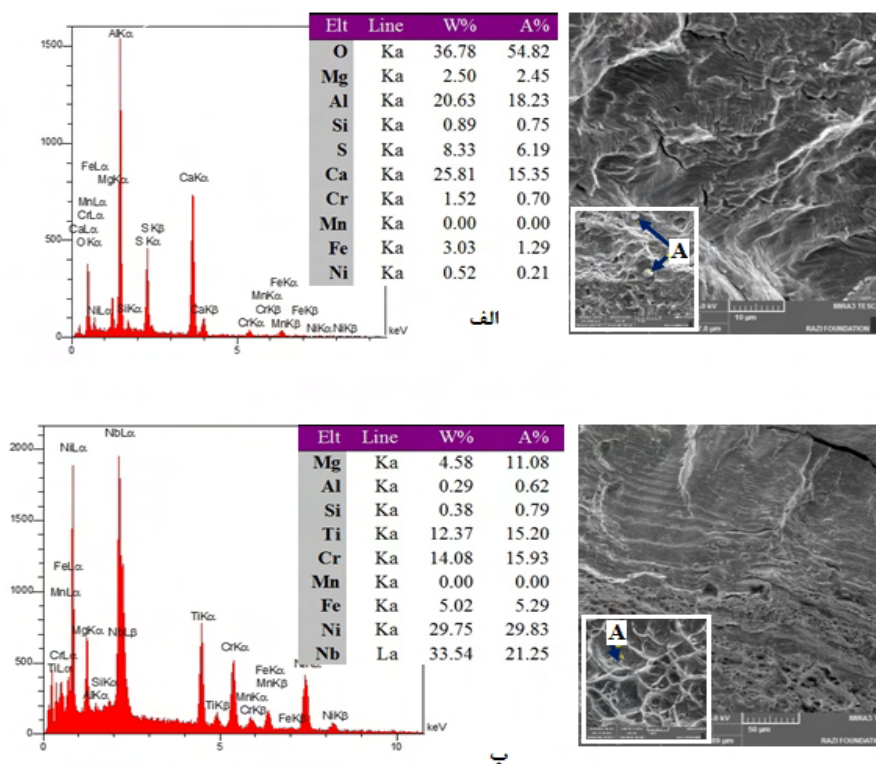 1500
AlKα
1000
FeLα
MgKα
MnLα
CrLα
CaLα
OKα
500
CaKα
SKβ
SKα
FeKα
MnKα
CrKβ
FeKβ
NiLα
SiKα
CaKβ
CrKα
MnKβ
NiKα NiKβ
0
keV
0
5
Elt Line W% A%
O Ka 36.78 54.82
Mg Ka 2.50 2.45
Al Ka 20.63 18.23
Si Ka 0.89 0.75
S Ka 8.33 6.19
Ca Ka 25.81 15.35
Cr Ka 1.52 0.70
Mn Ka 0.00 0.00
Fe Ka 3.03 1.29
Ni Ka 0.52 0.21
الف
A
10 µm
MIRA3 TESC
RAZI FOUNDATION
2000
NiLα
NbLα
1500
1000
FeLα
MnLα
MgKα
NbLβ
TiKα
CrKα
500
CrLα
TiLα
SiKα
AlKα
FeKα
MnKβ
MnKα
CrKβ
TiKβ
FeKβ
NiKβ
0
keV
0
5
10
Elt Line W% A%
Mg Ka 4.58 11.08
Al Ka 0.29 0.62
Si Ka 0.38 0.79
Ti Ka 12.37 15.20
Cr Ka 14.08 15.93
Mn Ka 0.00 0.00
Fe Ka 5.02 5.29
Ni Ka 29.75 29.83
Nb La 33.54 21.25
ب
A
50 µm
MIRA3 TESC
RAZI FOUNDATION